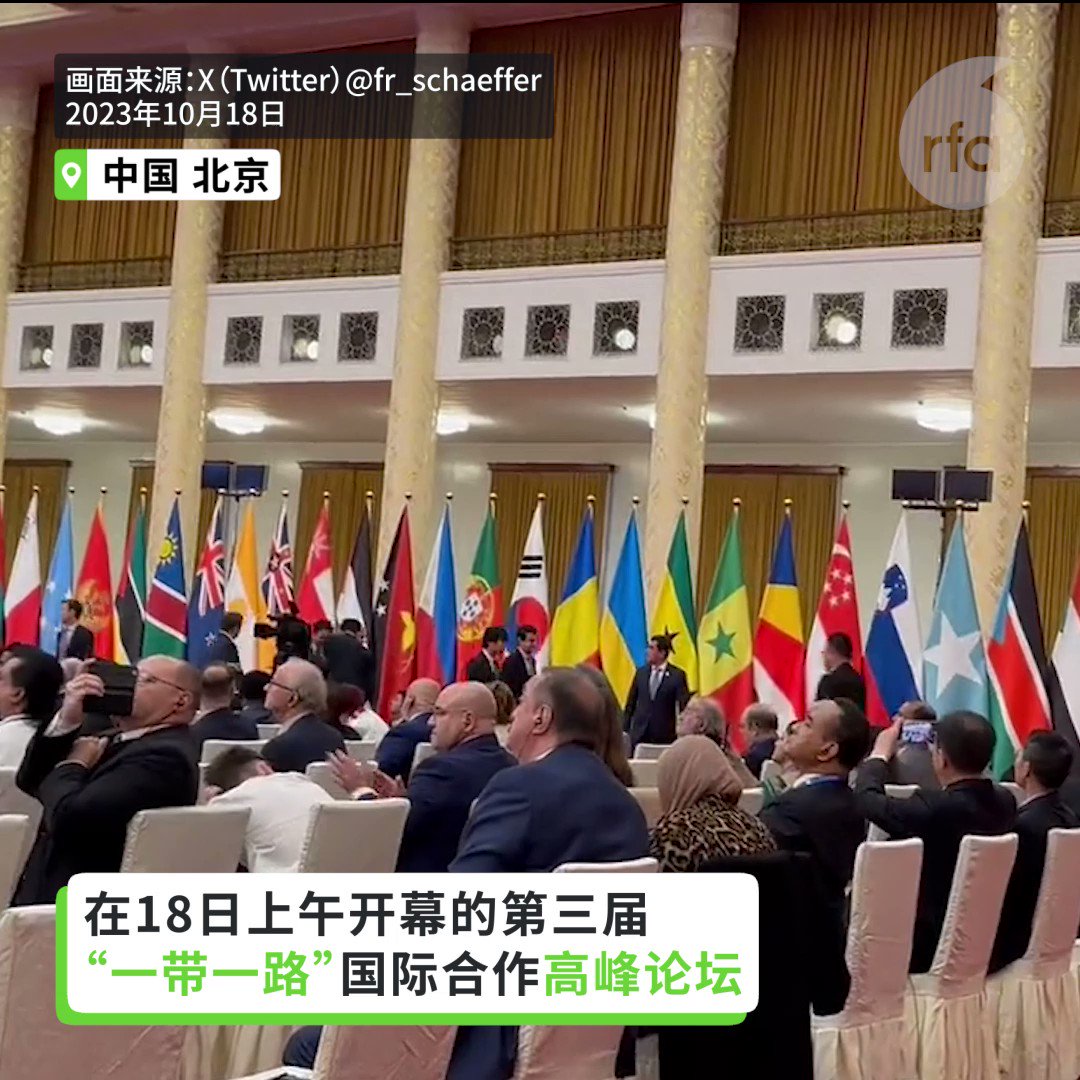 画面来源：X（Twitter）@fr_schaeffer
2023年10月18日
中国 北京
rfa
在18日上午开幕的第三届
“一带一路”国际合作高峰论坛